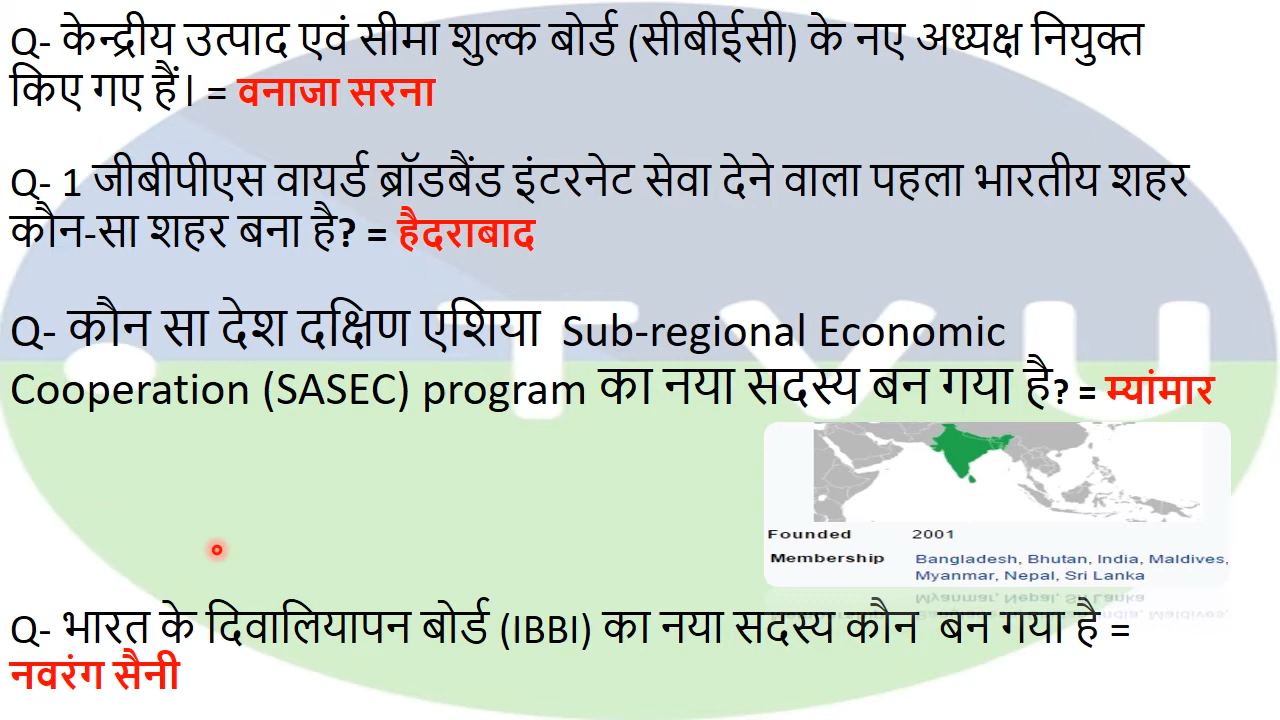 Q- केन्द्रीय उत्पाद एवं सीमा शुल्क बोर्ड (सीबीईसी) के नए अध्यक्ष नियुक्त
किए गए हैं। = वनाजा सरना
Q- 1 जीबीपीएस वायर्ड ब्रॉडबैंड इंटरनेट सेवा देने वाला पहला भारतीय शहर
कौन-सा शहर बना है? = हैदराबाद
Q- कौन सा देश दक्षिण एशिया Sub-regional Economic
Cooperation (SASEC) program का नया सदस्य बन गया है? = म्यांमार
Founded 2001
Membership Bangladesh, Bhutan, India, Maldives,
Myanmar, Nepal, Sri Lanka
Q- भारत के दिवालियापन बोर्ड (IBBI) का नया सदस्य कौन बन गया है =
नवरंग सैनी